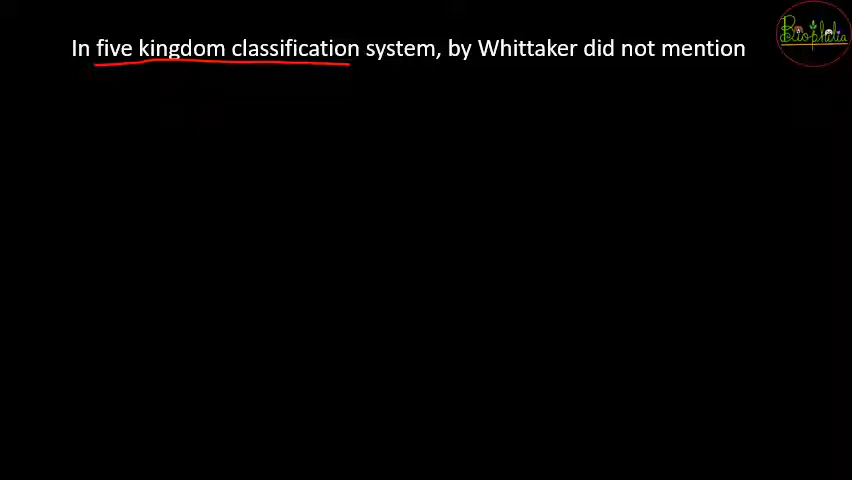 In five kingdom classification system, by Whittaker did not mention
Biophilia